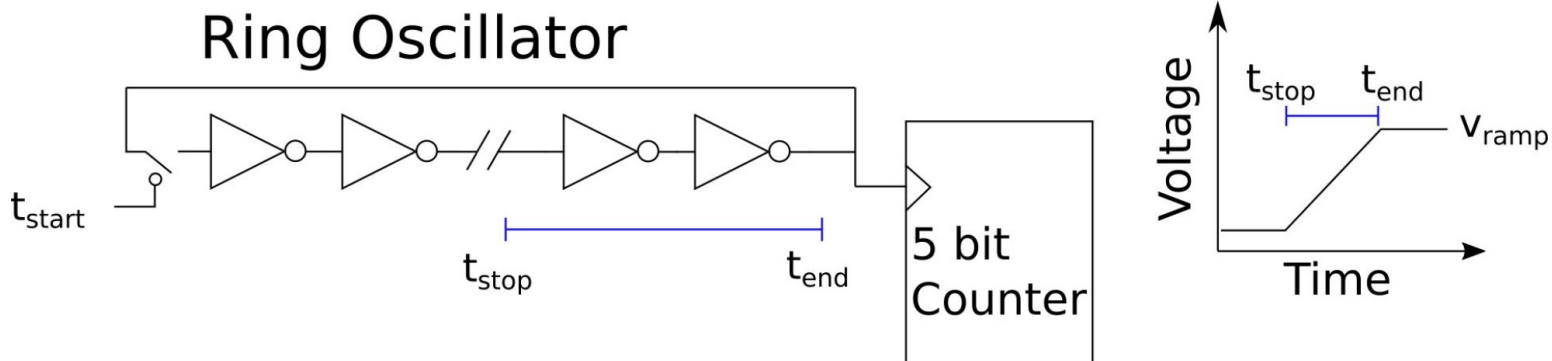 Ring Oscillator
t_start
t_stop
t_end
5 bit
Counter
Voltage
t_stop
t_end
v_ramp
Time